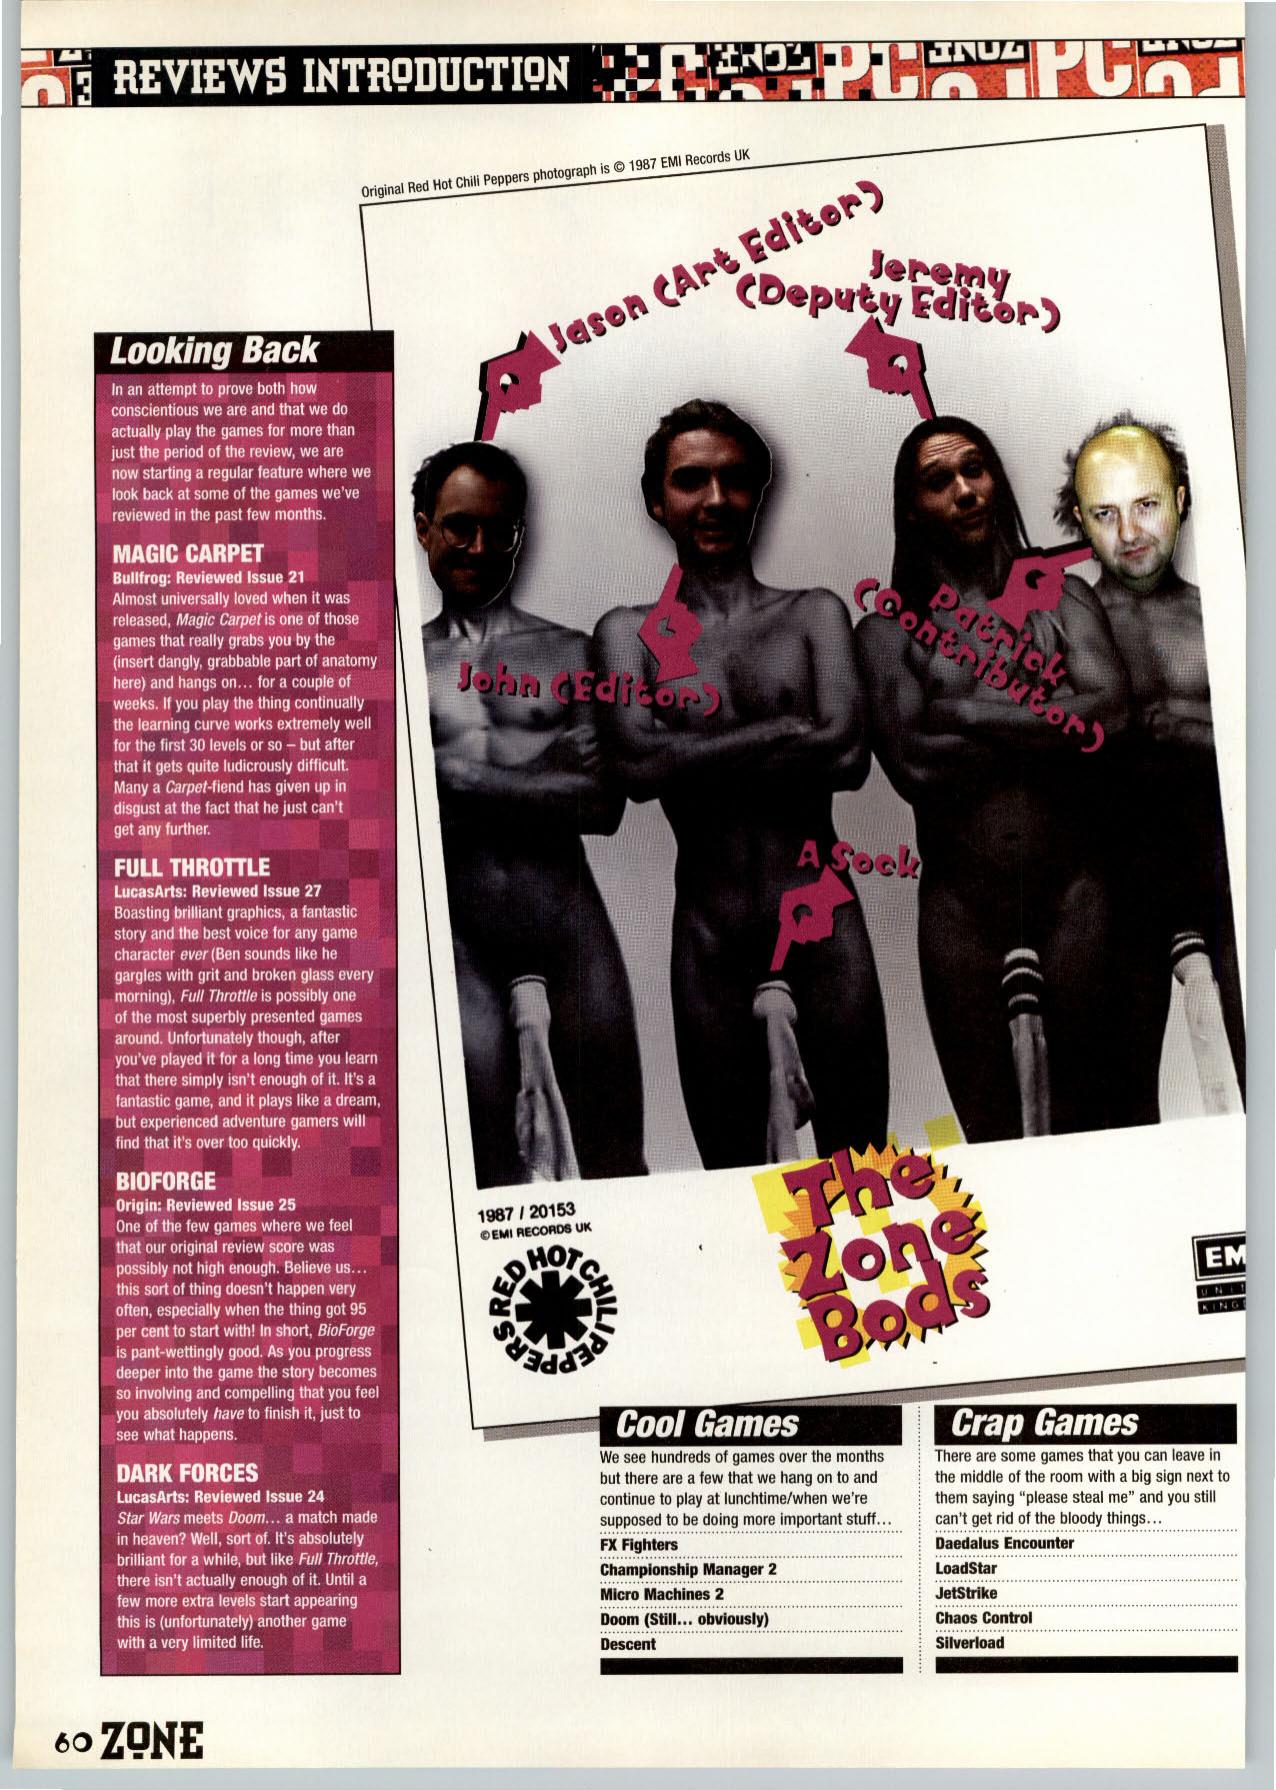 REVIEWS INTRODUCTION
Original Red Hot Chili Peppers photograph is © 1987 EMI Records UK
Jason (Art Editor)
Jeremy
(Deputy Editor)
John (Editor)
Patrick
(Contributor)
A Sock
Looking Back
In an attempt to prove both how
conscientious we are and that we do
actually play the games for more than
just the period of the review, we are
now starting a regular feature where we
look back at some of the games we've
reviewed in the past few months.
MAGIC CARPET
Bullfrog: Reviewed Issue 21
Almost universally loved when it was
released, Magic Carpet is one of those
games that really grabs you by the
(insert dangly, grabbable part of anatomy
here) and hangs on... for a couple of
weeks. If you play the thing continually
the learning curve works extremely well
for the first 30 levels or so – but after
that it gets quite ludicrously difficult.
Many a Carpet-fiend has given up in
disgust at the fact that he just can't
get any further.
FULL THROTTLE
LucasArts: Reviewed Issue 27
Boasting brilliant graphics, a fantastic
story and the best voice for any game
character ever (Ben sounds like he
gargles with grit and broken glass every
morning), Full Throttle is possibly one
of the most superbly presented games
around. Unfortunately though, after
you've played it for a long time you learn
that there simply isn't enough of it. It's a
fantastic game, and it plays like a dream,
but experienced adventure gamers will
find that it's over too quickly.
BIOFORGE
Origin: Reviewed Issue 25
One of the few games where we feel
that our original review score was
possibly not high enough. Believe us...
this sort of thing doesn't happen very
often, especially when the thing got 95
per cent to start with! In short, BioForge
is pant-wettingly good. As you progress
deeper into the game the story becomes
so involving and compelling that you feel
you absolutely have to finish it, just to
see what happens.
DARK FORCES
LucasArts: Reviewed Issue 24
Star Wars meets Doom... a match made
in heaven? Well, sort of. It's absolutely
brilliant for a while, but like Full Throttle,
there isn't actually enough of it. Until a
few more extra levels start appearing
this is (unfortunately) another game
with a very limited life.
1987 / 20153
© EMI RECORDS UK
RED HOT CHILI PEPPERS
The
Zone
Bods
EM
UNI
KING
Cool Games
We see hundreds of games over the months
but there are a few that we hang on to and
continue to play at lunchtime/when we're
supposed to be doing more important stuff...
FX Fighters
Championship Manager 2
Micro Machines 2
Doom (Still... obviously)
Descent
Crap Games
There are some games that you can leave in
the middle of the room with a big sign next to
them saying "please steal me" and you still
can't get rid of the bloody things...
Daedalus Encounter
LoadStar
JetStrike
Chaos Control
Silverload
60 ZONE